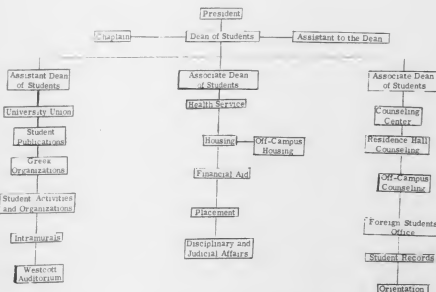 President
Chaplain
Dean of Students
Assistant to the Dean
Assistant Dean
of Students
University Union
Student
Publications
Greek
Organizations
Student Activities
and Organizations
Intramurals
Westcott
Auditorium
Associate Dean
of Students
Health Service
Housing
Off-Campus
Housing
Financial Aid
Placement
Disciplinary and
Judicial Affairs
Associate Dean
of Students
Counseling
Center
Residence Hall
Counseling
Off-Campus
Counseling
Foreign Students
Office
Student Records
Orientation